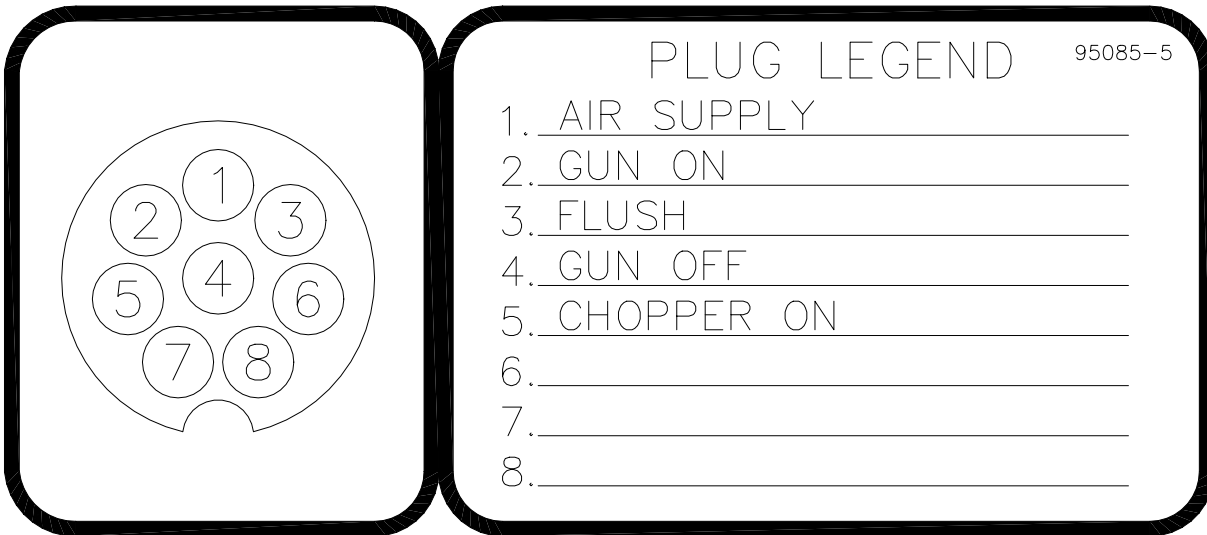 1
2 3
4
5 6
7 8
PLUG LEGEND
95085-5
1. AIR SUPPLY
2. GUN ON
3. FLUSH
4. GUN OFF
5. CHOPPER ON
6.
7.
8.